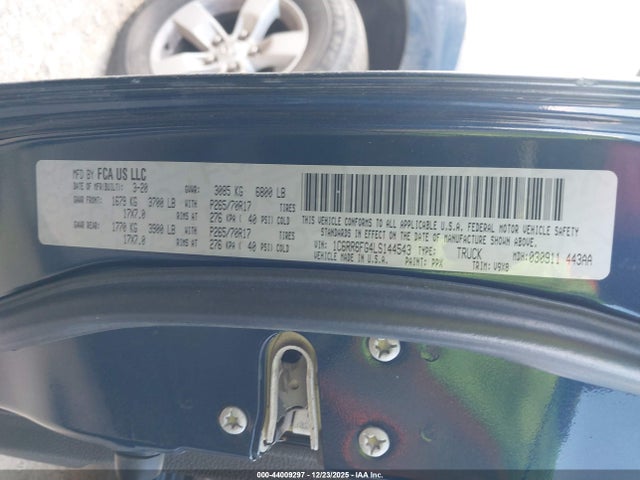 MFD BY FCA US LLC
DATE OF MFR(BUILT): 3-20 GVWR: 3085 KG 6800 LB
GAWR FRONT: 1679 KG 3700 LB WITH P265/70R17 TIRES
17X7.0 RIMS AT 276 KPA( 40 PSI) COLD
GAWR REAR: 1770 KG 3900 LB WITH P265/70R17 TIRES
17X7.0 RIMS AT 276 KPA( 40 PSI) COLD
THIS VEHICLE CONFORMS TO ALL APPLICABLE U.S.A. FEDERAL MOTOR VEHICLE SAFETY
STANDARDS IN EFFECT ON THE DATE OF MANUFACTURE SHOWN ABOVE.
VIN: 1C6RR6FG4LS144543 TYPE: TRUCK MDH:030911 443AA
VEHICLE MADE IN U.S.A. PAINT: PPX TRIM: V9X8
000-44009297 - 12/23/2025 - IAAI.COM